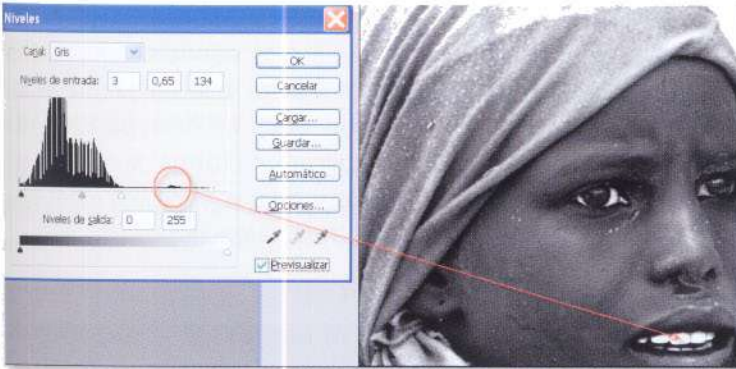 Niveles
Canal: Gris
Niveles de entrada: 3 0,65 134
OK
Cancelar
Cargar...
Guardar...
Automático
Opciones...
Niveles de salida: 0 255
Previsualizar